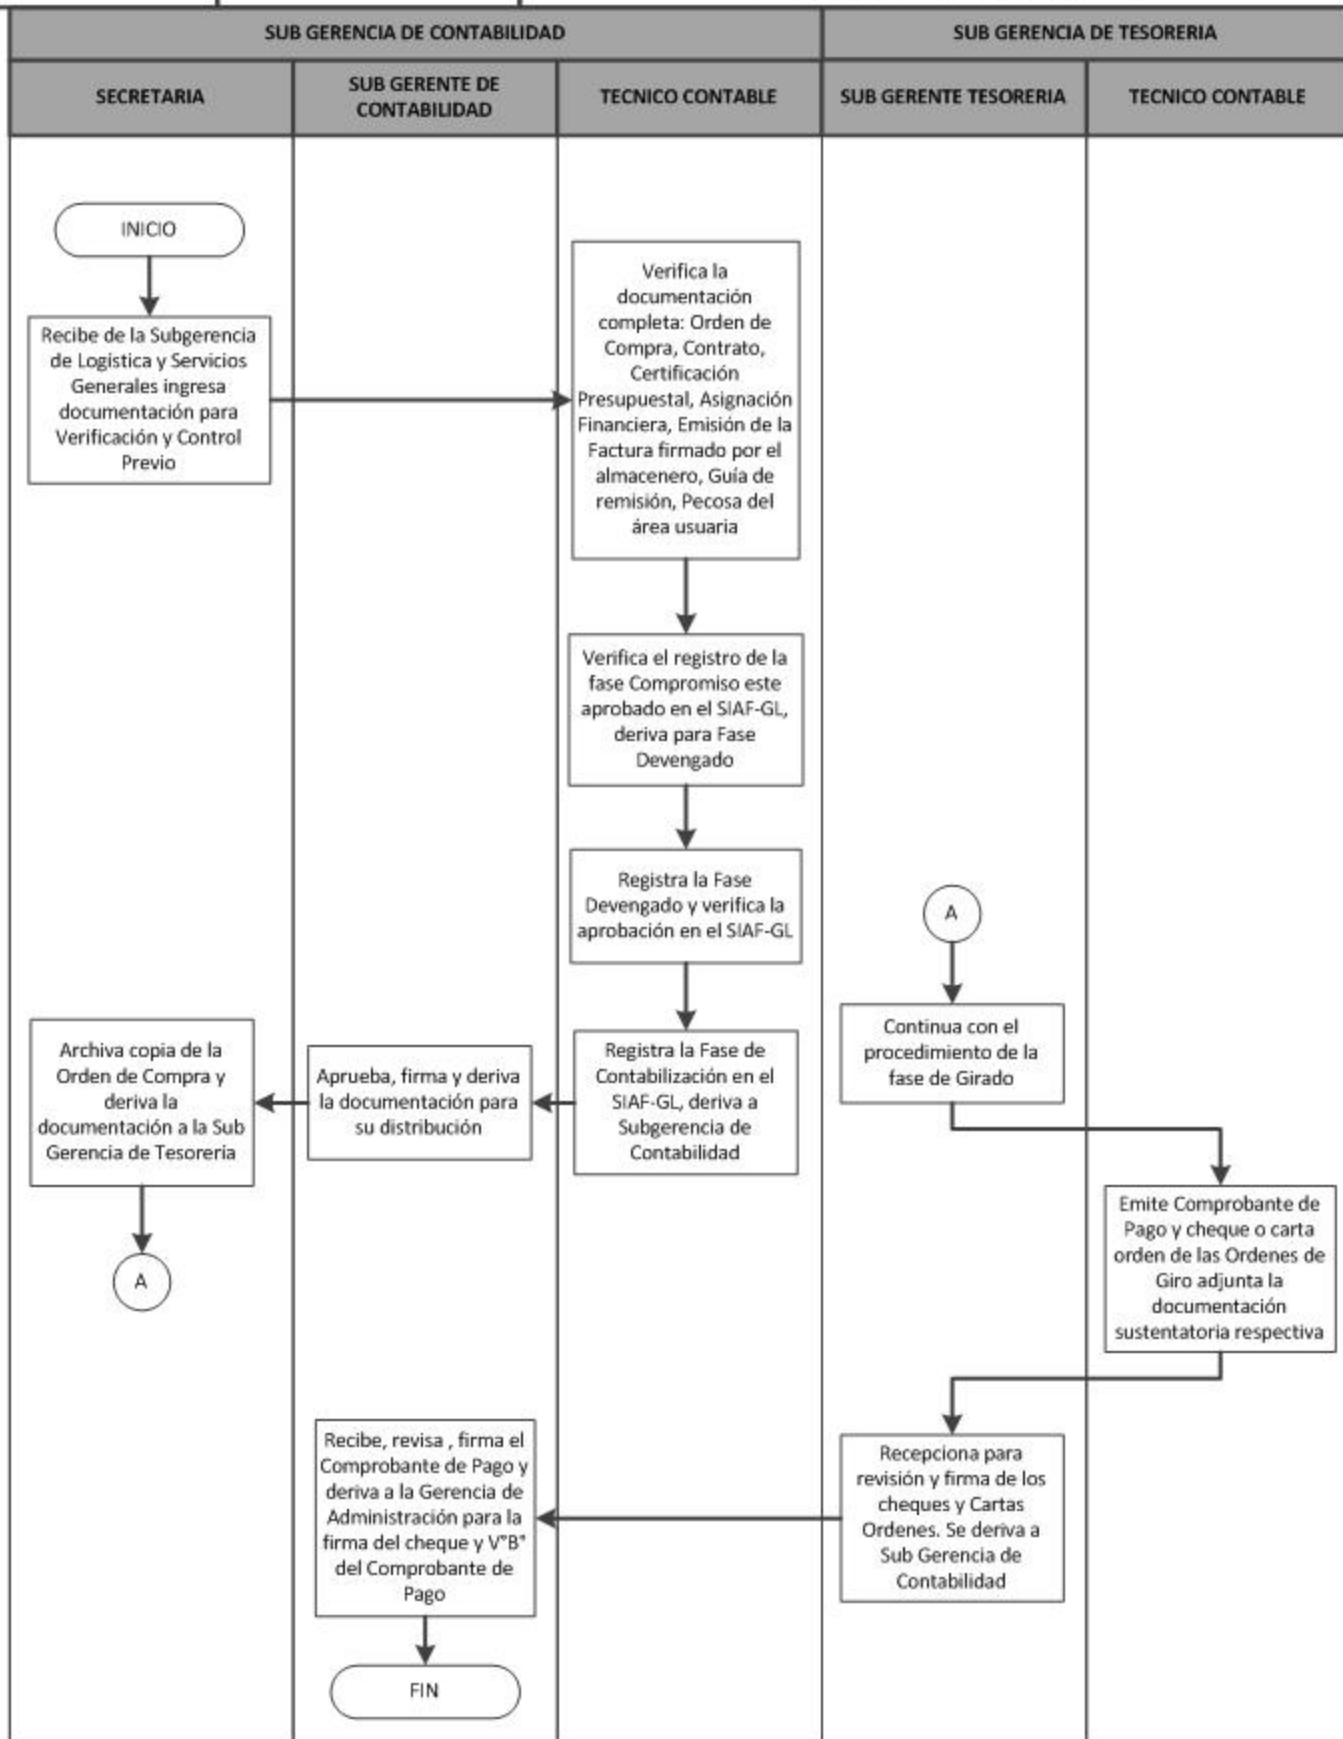 SUB GERENCIA DE CONTABILIDAD
SUB GERENCIA DE TESORERIA
SECRETARIA
SUB GERENTE DE
CONTABILIDAD
TECNICO CONTABLE
SUB GERENTE TESORERIA
TECNICO CONTABLE
INICIO
Recibe de la Subgerencia
de Logística y Servicios
Generales ingresa
documentación para
Verificación y Control
Previo
Verifica la
documentación
completa: Orden de
Compra, Contrato,
Certificación
Presupuestal, Asignación
Financiera, Emisión de la
Factura firmado por el
almacenero, Guía de
remisión, Pecosa del
área usuaria
Verifica el registro de la
fase Compromiso este
aprobado en el SIAF-GL,
deriva para Fase
Devengado
Registra la Fase
Devengado y verifica la
aprobación en el SIAF-GL
Registra la Fase de
Contabilización en el
SIAF-GL, deriva a
Subgerencia de
Contabilidad
Aprueba, firma y deriva
la documentación para
su distribución
Archiva copia de la
Orden de Compra y
deriva la
documentación a la Sub
Gerencia de Tesorería
A
A
Continua con el
procedimiento de la
fase de Girado
Emite Comprobante de
Pago y cheque o carta
orden de las Ordenes de
Giro adjunta la
documentación
sustentatoria respectiva
Recepciona para
revisión y firma de los
cheques y Cartas
Ordenes. Se deriva a
Sub Gerencia de
Contabilidad
Recibe, revisa , firma el
Comprobante de Pago y
deriva a la Gerencia de
Administración para la
firma del cheque y V°B°
del Comprobante de
Pago
FIN